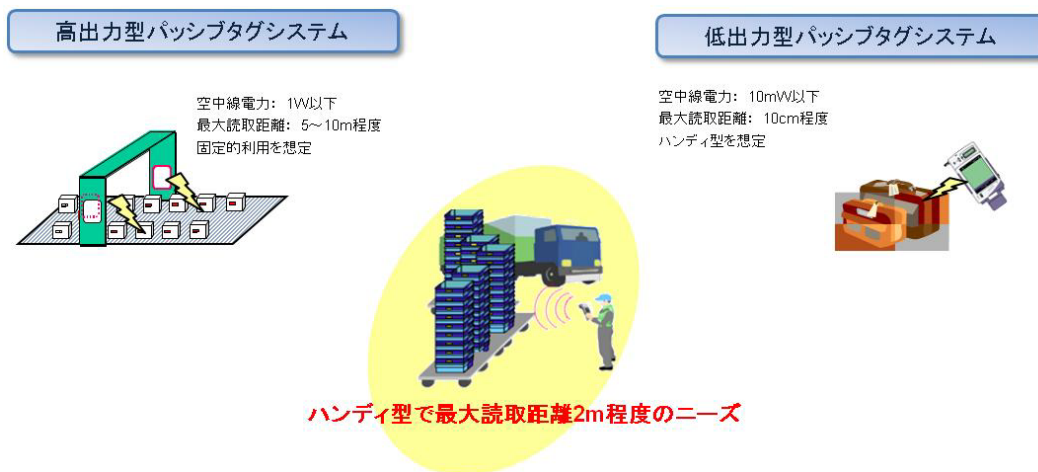 高出力型パッシブタグシステム
空中線電力： 1W以下
最大読取距離： 5～10m程度
固定的利用を想定
低出力型パッシブタグシステム
空中線電力： 10mW以下
最大読取距離： 10cm程度
ハンディ型を想定
ハンディ型で最大読取距離2m程度のニーズ